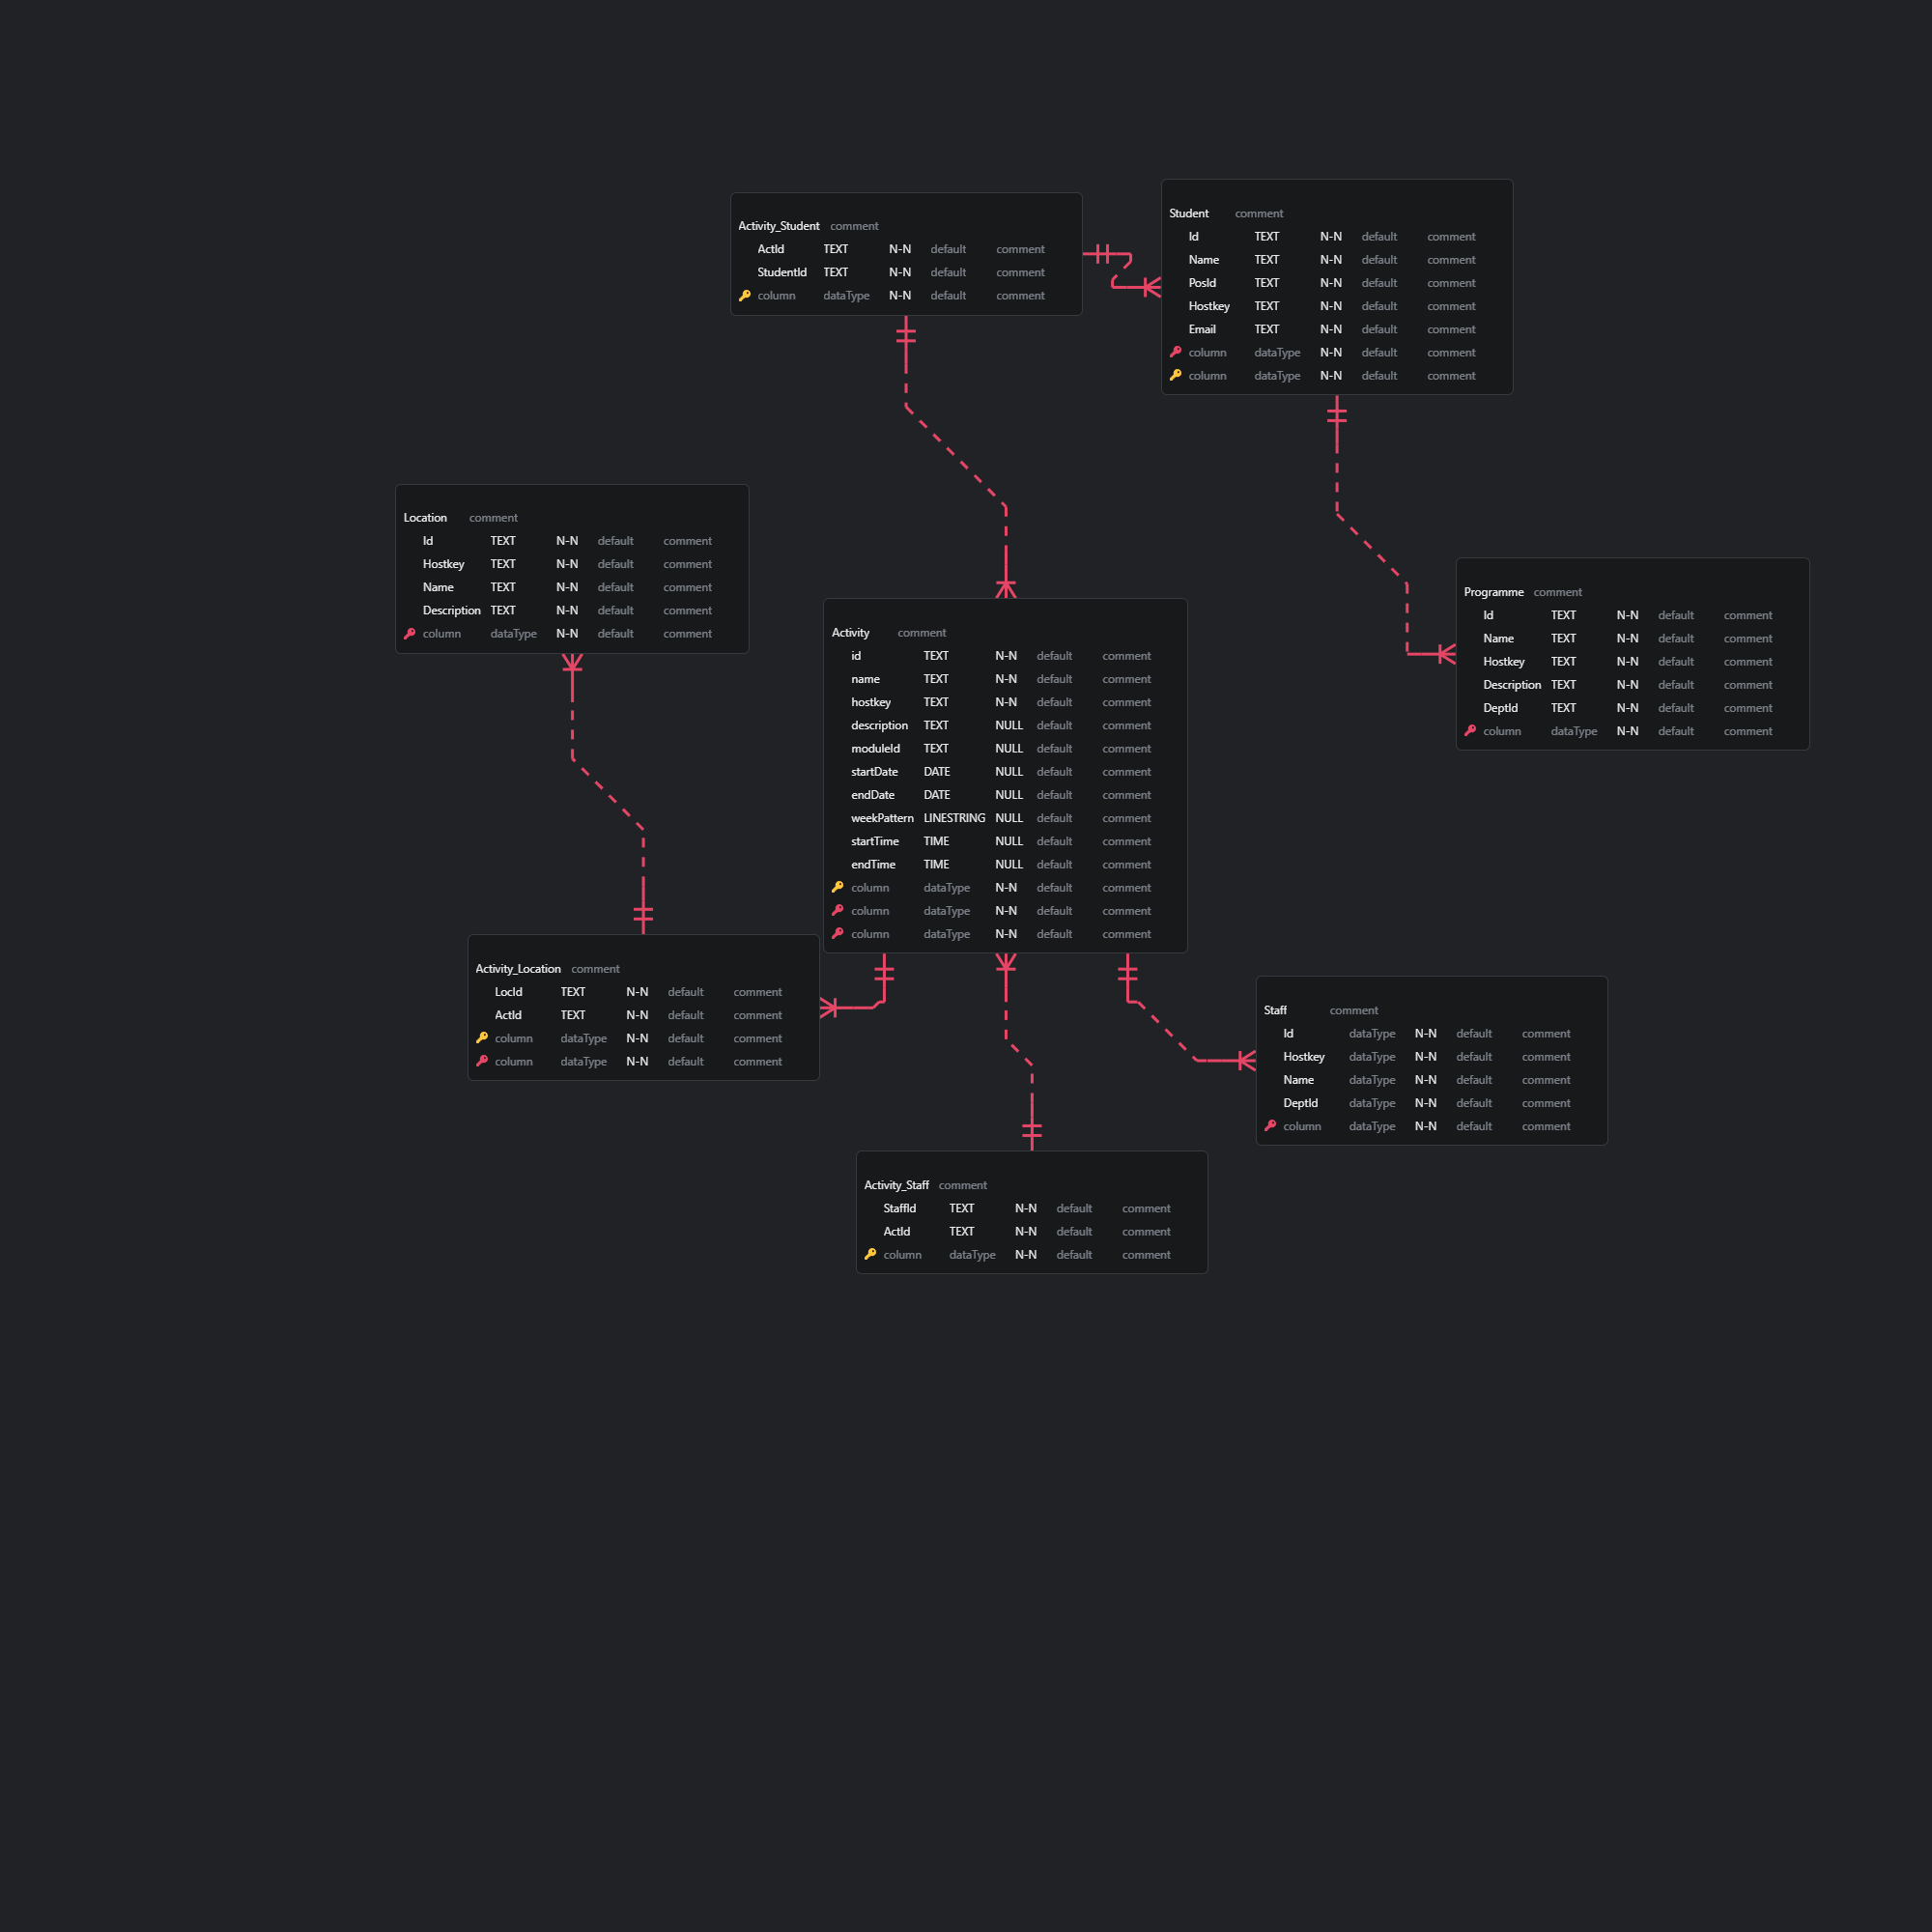 Activity_Student comment
ActId TEXT N-N default comment
StudentId TEXT N-N default comment
column dataType N-N default comment
Student comment
Id TEXT N-N default comment
Name TEXT N-N default comment
PosId TEXT N-N default comment
Hostkey TEXT N-N default comment
Email TEXT N-N default comment
column dataType N-N default comment
column dataType N-N default comment
Location comment
Id TEXT N-N default comment
Hostkey TEXT N-N default comment
Name TEXT N-N default comment
Description TEXT N-N default comment
column dataType N-N default comment
Programme comment
Id TEXT N-N default comment
Name TEXT N-N default comment
Hostkey TEXT N-N default comment
Description TEXT N-N default comment
DeptId TEXT N-N default comment
column dataType N-N default comment
Activity comment
id TEXT N-N default comment
name TEXT N-N default comment
hostkey TEXT N-N default comment
description TEXT NULL default comment
moduleId TEXT NULL default comment
startDate DATE NULL default comment
endDate DATE NULL default comment
weekPattern LINESTRING NULL default comment
startTime TIME NULL default comment
endTime TIME NULL default comment
column dataType N-N default comment
column dataType N-N default comment
column dataType N-N default comment
Activity_Location comment
LocId TEXT N-N default comment
ActId TEXT N-N default comment
column dataType N-N default comment
column dataType N-N default comment
Staff comment
Id dataType N-N default comment
Hostkey dataType N-N default comment
Name dataType N-N default comment
DeptId dataType N-N default comment
column dataType N-N default comment
Activity_Staff comment
StaffId TEXT N-N default comment
ActId TEXT N-N default comment
column dataType N-N default comment